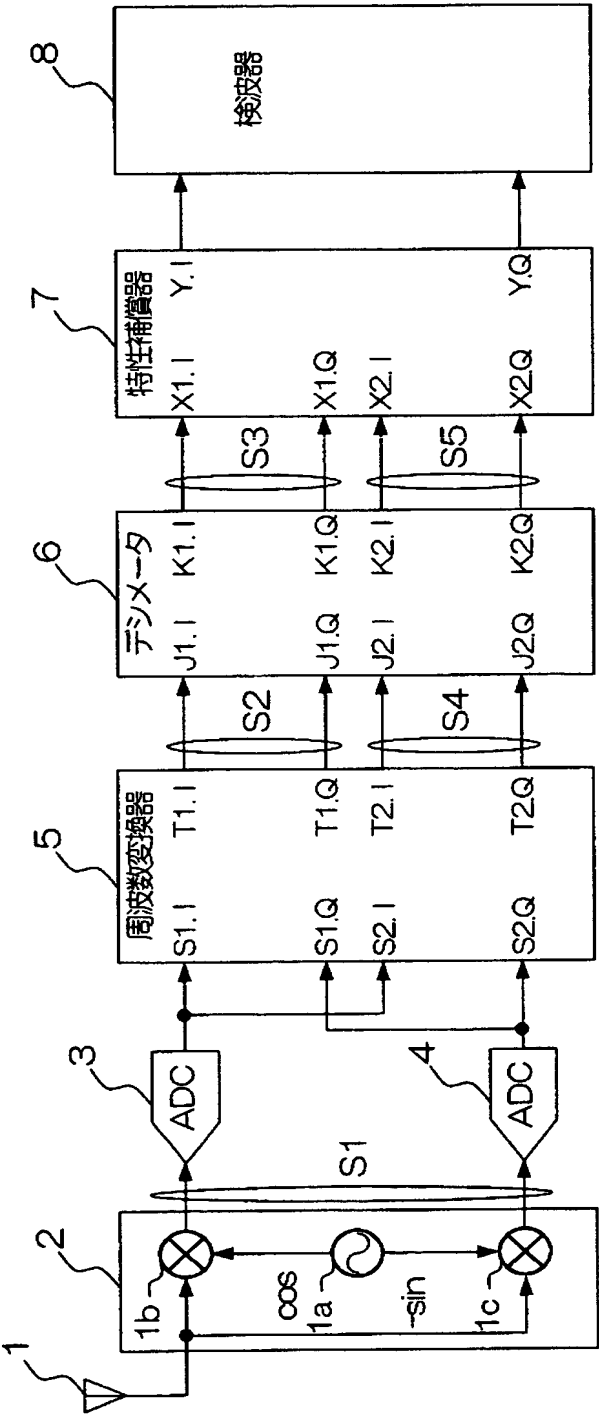 1
2
1b
cos
1a
-sin
1c
S1
3
ADC
4
ADC
5
周波数変換器
S1.I T1.I
S1.Q T1.Q
S2.I T2.I
S2.Q T2.Q
S2
S4
6
デシメータ
J1.I K1.I
J1.Q K1.Q
J2.I K2.I
J2.Q K2.Q
S3
S5
7
特性補償器
X1.I Y.I
X1.Q
X2.I
X2.Q Y.Q
8
検波器